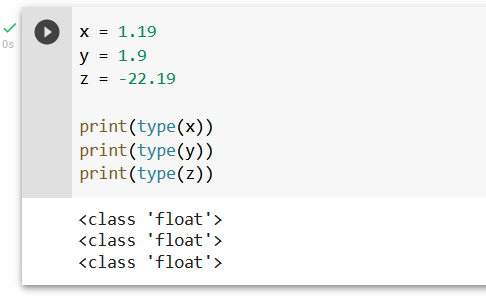 0s
x = 1.19
y = 1.9
z = -22.19
print(type(x))
print(type(y))
print(type(z))
<class 'float'>
<class 'float'>
<class 'float'>